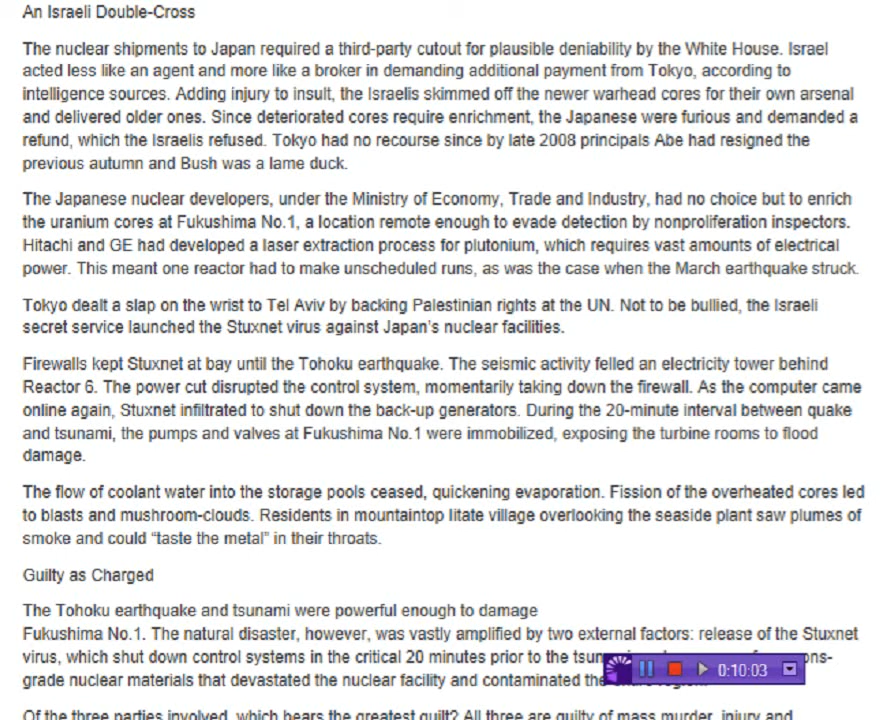 An Israeli Double-Cross
The nuclear shipments to Japan required a third-party cutout for plausible deniability by the White House. Israel
acted less like an agent and more like a broker in demanding additional payment from Tokyo, according to
intelligence sources. Adding injury to insult, the Israelis skimmed off the newer warhead cores for their own arsenal
and delivered older ones. Since deteriorated cores require enrichment, the Japanese were furious and demanded a
refund, which the Israelis refused. Tokyo had no recourse since by late 2008 principals Abe had resigned the
previous autumn and Bush was a lame duck.
The Japanese nuclear developers, under the Ministry of Economy, Trade and Industry, had no choice but to enrich
the uranium cores at Fukushima No.1, a location remote enough to evade detection by nonproliferation inspectors.
Hitachi and GE had developed a laser extraction process for plutonium, which requires vast amounts of electrical
power. This meant one reactor had to make unscheduled runs, as was the case when the March earthquake struck.
Tokyo dealt a slap on the wrist to Tel Aviv by backing Palestinian rights at the UN. Not to be bullied, the Israeli
secret service launched the Stuxnet virus against Japan's nuclear facilities.
Firewalls kept Stuxnet at bay until the Tohoku earthquake. The seismic activity felled an electricity tower behind
Reactor 6. The power cut disrupted the control system, momentarily taking down the firewall. As the computer came
online again, Stuxnet infiltrated to shut down the back-up generators. During the 20-minute interval between quake
and tsunami, the pumps and valves at Fukushima No.1 were immobilized, exposing the turbine rooms to flood
damage.
The flow of coolant water into the storage pools ceased, quickening evaporation. Fission of the overheated cores led
to blasts and mushroom-clouds. Residents in mountaintop Iitate village overlooking the seaside plant saw plumes of
smoke and could "taste the metal" in their throats.
Guilty as Charged
The Tohoku earthquake and tsunami were powerful enough to damage
Fukushima No.1. The natural disaster, however, was vastly amplified by two external factors: release of the Stuxnet
virus, which shut down control systems in the critical 20 minutes prior to the
grade nuclear materials that devastated the nuclear facility and contaminated the
0:10:03
Of the three parties involved, which bears the greatest guilt? All three are guilty of mass murder, injury and